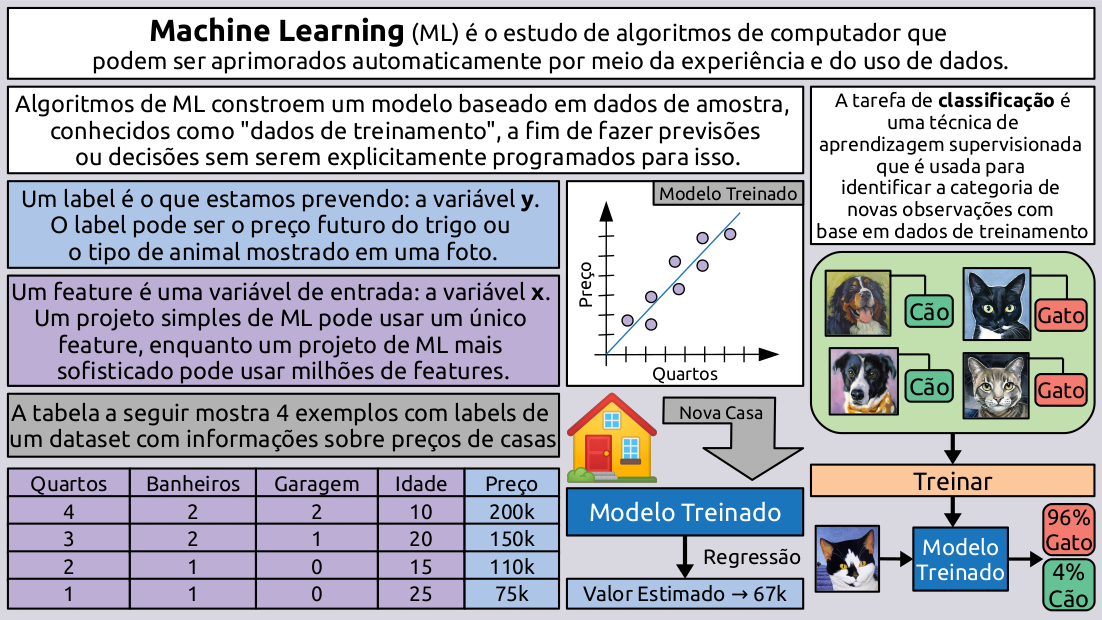 Machine Learning (ML) é o estudo de algoritmos de computador que
podem ser aprimorados automaticamente por meio da experiência e do uso de dados.
Algoritmos de ML constroem um modelo baseado em dados de amostra,
conhecidos como "dados de treinamento", a fim de fazer previsões
ou decisões sem serem explicitamente programados para isso.
Um label é o que estamos prevendo: a variável y.
O label pode ser o preço futuro do trigo ou
o tipo de animal mostrado em uma foto.
Um feature é uma variável de entrada: a variável x.
Um projeto simples de ML pode usar um único
feature, enquanto um projeto de ML mais
sofisticado pode usar milhões de features.
A tabela a seguir mostra 4 exemplos com labels de
um dataset com informações sobre preços de casas
Quartos Banheiros Garagem Idade Preço
4 2 2 10 200k
3 2 1 20 150k
2 1 0 15 110k
1 1 0 25 75k
Modelo Treinado
Preço
Quartos
Nova Casa
Modelo Treinado
Regressão
Valor Estimado → 67k
A tarefa de classificação é
uma técnica de
aprendizagem supervisionada
que é usada para
identificar a categoria de
novas observações com
base em dados de treinamento
Cão
Gato
Cão
Gato
Treinar
Modelo
Treinado
96%
Gato
4%
Cão